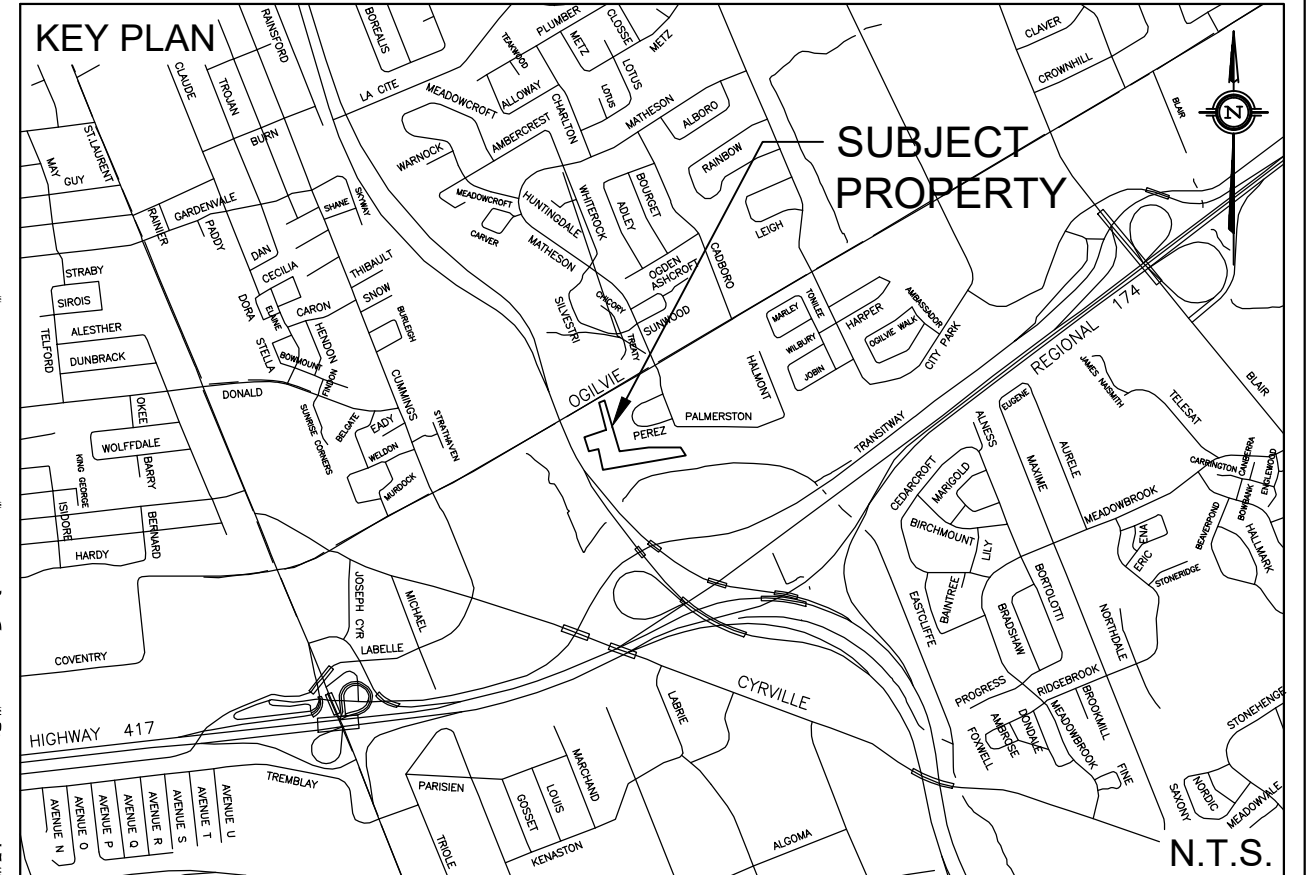 KEY PLAN
RAINSFORD
BOREALIS
PLUMBER
CLOSSE
METZ
METZ
TEAKWOOD
CLAVER
CROWNHILL
CLAUDE
TROJAN
LA CITE
MEADOWCROFT
ALLOWAY
LOTUS
LOTUS
CHARLTON
MATHESON
ALBORO
BLAIR
N
ST.LAURENT
BURN
AMBERCREST
WARNOCK
RAINBOW
SUBJECT
PROPERTY
MAY
GUY
SHANE
SKYWAY
MEADOWCROFT
HUNTINGDALE
WHITEROCK
BOURGET
ADLEY
GARDENVALE
RAINIER
PADDY
CARVER
MATHESON
LEIGH
DAN
CECILIA
THIBAULT
OGDEN
ASHCROFT
CADBORO
STRABY
SIROIS
SNOW
ELAINE
CARON
DORA
BURLEIGH
SILVESTRI
CHICORY
SUNWOOD
TREATY
MARLEY
TONILEE
HARPER
AMBASSADOR
OGILVIE WALK
CITY PARK
REGIONAL 174
TELFORD
ALESTHER
DUNBRACK
HENDON
STELLA
BOWMOUNT
FINDON
WILBURY
JOBIN
HALMONT
JAMES NAISMITH
TELESAT
BLAIR
DONALD
CUMMINGS
OGILVIE
PEREZ
PALMERSTON
TRANSITWAY
EUGENE
OKEE
WOLFFDALE
BARRY
SUNRISE CORNERS
BELGATE
EADY
WELDON
STRATHAVEN
MURDOCK
ALNESS
MAXIME
AURELE
KING GEORGE
ISIDORE
BERNARD
HARDY
CEDARCROFT
MARIGOLD
BIRCHMOUNT
LILY
MEADOWBROOK
CARRINGTON
CANBERRA
BOWBANK
ENGLEWOOD
BEAVERPOND
HALLMARK
ENA
ERIC
STONERIDGE
JOSEPH CYR
MICHAEL
LABELLE
COVENTRY
EASTCLIFFE
BAINTREE
BRADSHAW
BORTOLOTTI
NORTHDALE
PROGRESS
RIDGEBROOK
CYRVILLE
LABRIE
HIGHWAY 417
FOXWELL
AMBROSE
DONDALE
MEADOWBROOK
BROOKMILL
FINE
STONEHENGE
TREMBLAY
PARISIEN
MARCHAND
LOUIS
GOSSET
KENASTON
TRIOLE
ALGOMA
SAXONY
NORDIC
MEADOWVALE
AVENUE N
AVENUE O
AVENUE P
AVENUE Q
AVENUE R
AVENUE S
AVENUE T
AVENUE U
N.T.S.